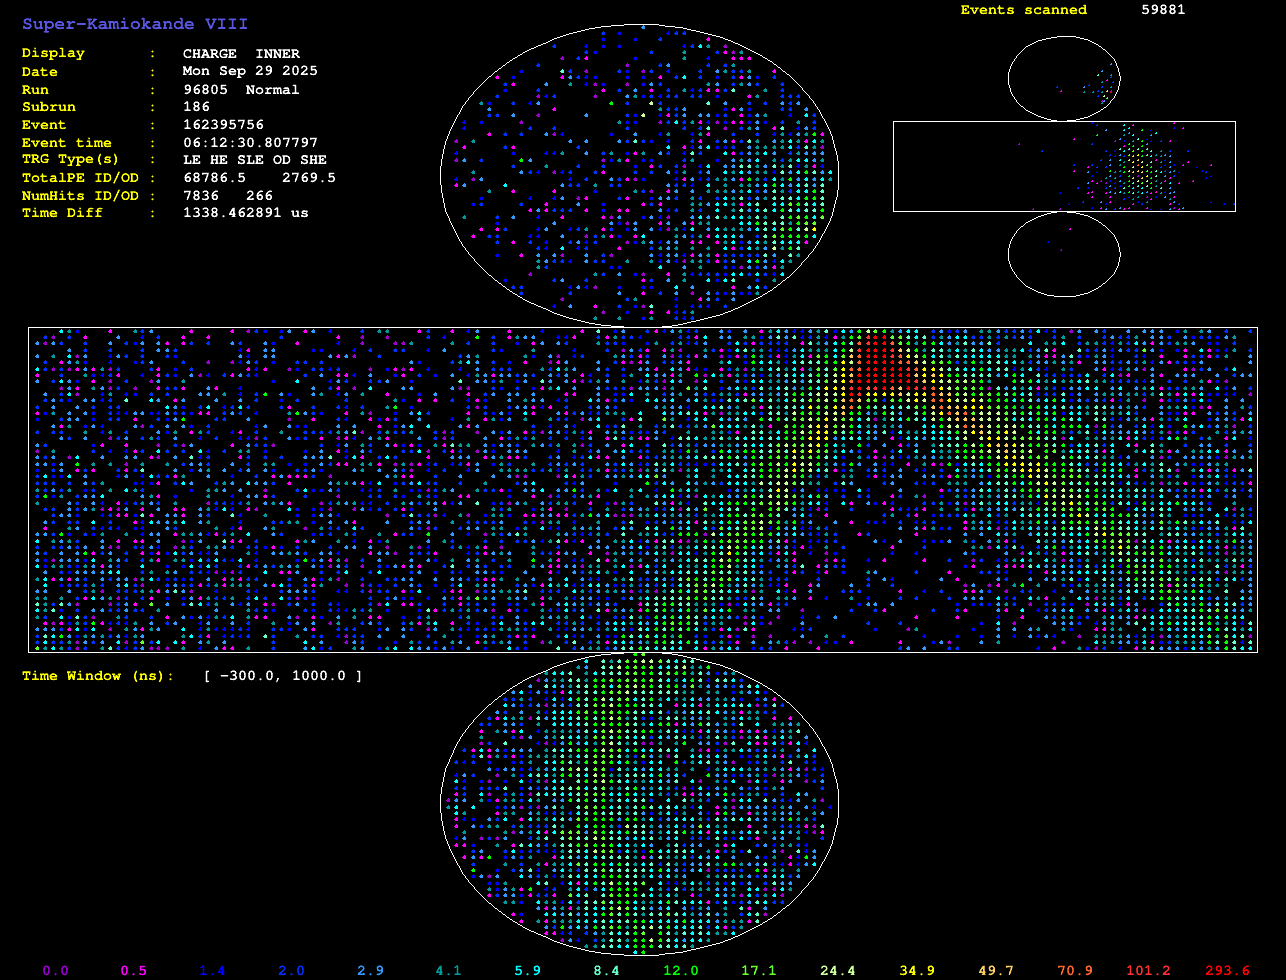 Super-Kamiokande VIII
Display : CHARGE INNER
Date : Mon Sep 29 2025
Run : 96805 Normal
Subrun : 186
Event : 162395756
Event time : 06:12:30.807797
TRG Type(s) : LE HE SLE OD SHE
TotalPE ID/OD : 68786.5 2769.5
NumHits ID/OD : 7836 266
Time Diff : 1338.462891 us
Events scanned 59881
Time Window (ns): [ -300.0, 1000.0 ]
0.0 0.5 1.4 2.0 2.9 4.1 5.9 8.4 12.0 17.1 24.4 34.9 49.7 70.9 101.2 293.6